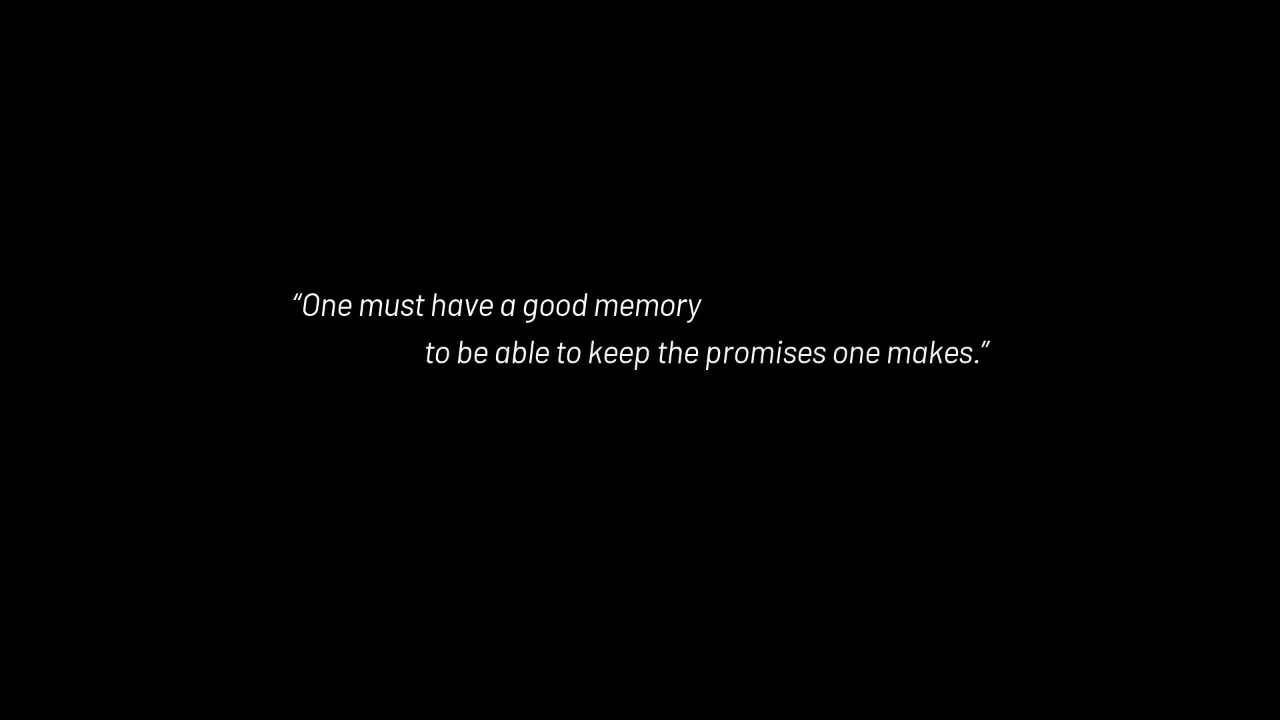 “One must have a good memory
to be able to keep the promises one makes.”